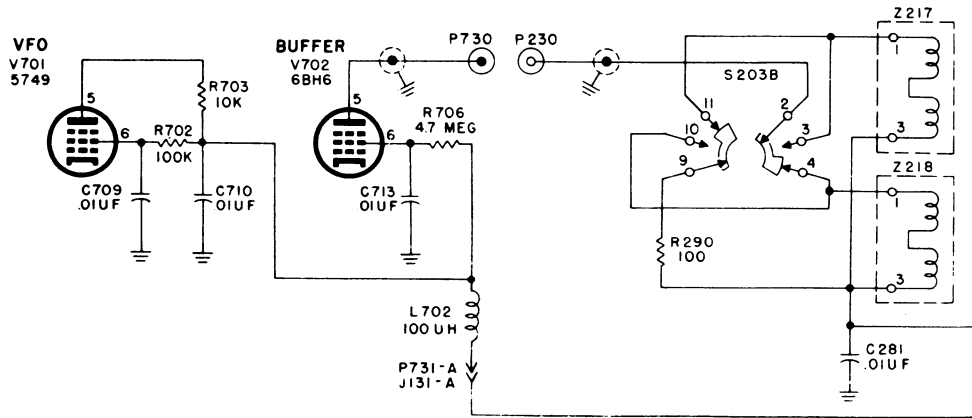 VFO
V701
5749
5
6
R703
10K
R702
100K
C709
.01UF
C710
.01UF
BUFFER
V702
6BH6
5
6
R706
4.7 MEG
C713
.01UF
P730
P230
L702
100UH
P731-A
J131-A
S203B
11
10
9
2
3
4
R290
100
Z217
1
3
Z218
1
3
C281
.01UF